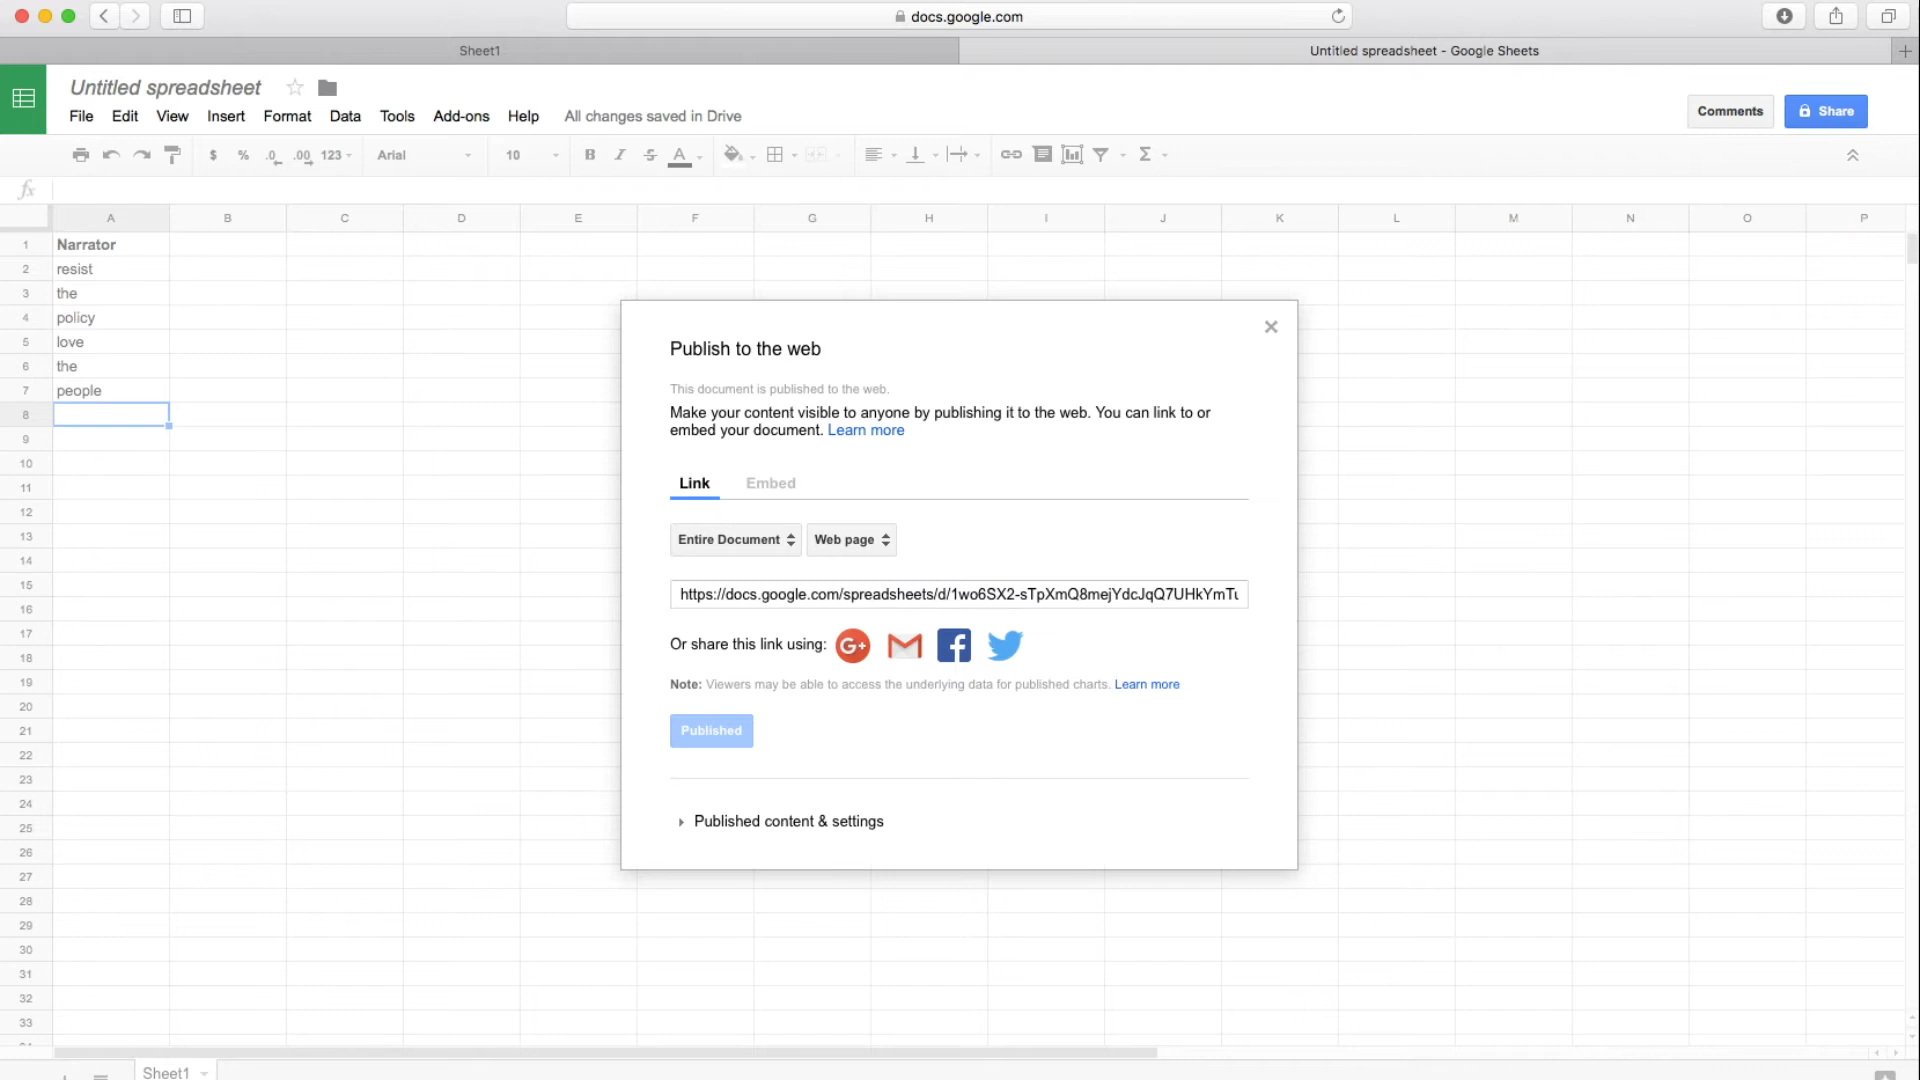 docs.google.com
Sheet1
Untitled spreadsheet - Google Sheets
Untitled spreadsheet
File Edit View Insert Format Data Tools Add-ons Help All changes saved in Drive
Comments
Share
$ % .0 .00 123 Arial 10 B I S A Σ
fx
A B C D E F G H I J K L M N O P
1 Narrator
2 resist
3 the
4 policy
5 love
6 the
7 people
8
9
10
11
12
13
14
15
16
17
18
19
20
21
22
23
24
25
26
27
28
29
30
31
32
33
Publish to the web
This document is published to the web.
Make your content visible to anyone by publishing it to the web. You can link to or
embed your document. Learn more
Link Embed
Entire Document Web page
https://docs.google.com/spreadsheets/d/1wo6SX2-sTpXmQ8mejYdcJqQ7UHkYmTu
Or share this link using: G+ f
Note: Viewers may be able to access the underlying data for published charts. Learn more
Published
Published content & settings
Sheet1